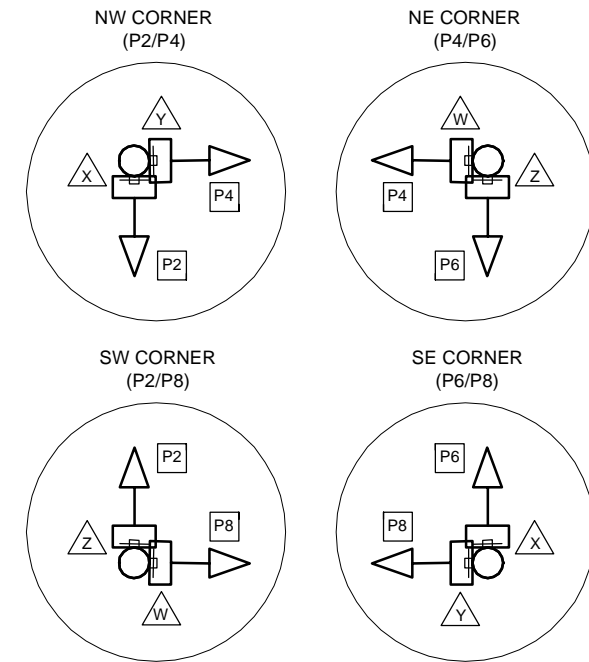 NW CORNER
(P2/P4)
NE CORNER
(P4/P6)
Y
W
X
P4
P4
Z
P2
P6
SW CORNER
(P2/P8)
SE CORNER
(P6/P8)
P2
P6
Z
P8
P8
X
W
Y